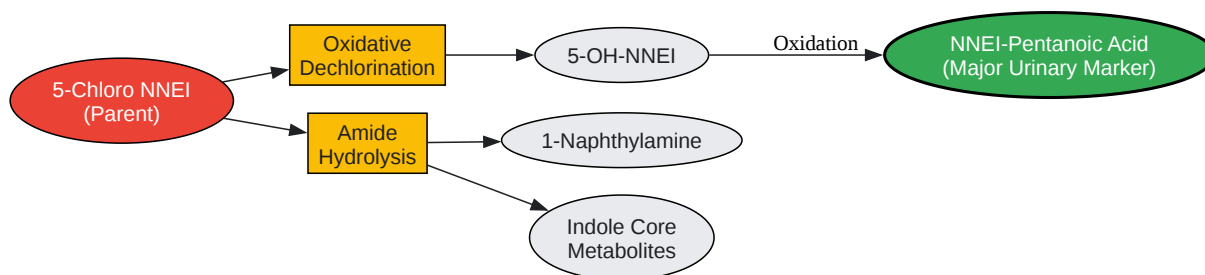 5-Chloro NNEI
(Parent)
Oxidative
Dechlorination
5-OH-NNEI
Oxidation
NNEI-Pentanoic Acid
(Major Urinary Marker)
Amide
Hydrolysis
1-Naphthylamine
Indole Core
Metabolites